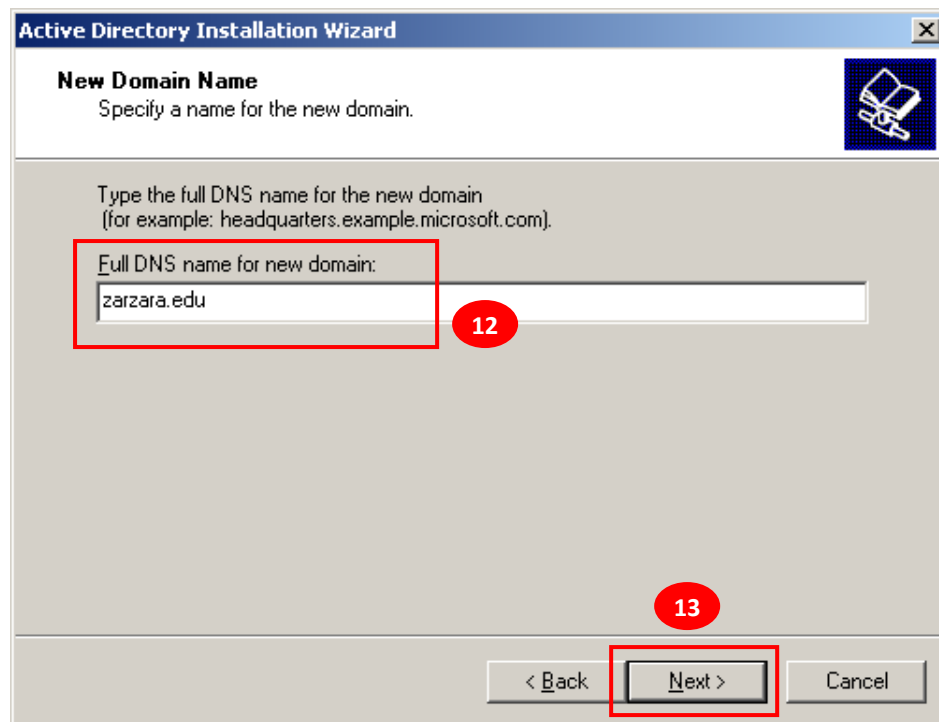 Active Directory Installation Wizard
New Domain Name
Specify a name for the new domain.
Type the full DNS name for the new domain
(for example: headquarters.example.microsoft.com).
Full DNS name for new domain:
zarzara.edu
12
13
< Back
Next >
Cancel